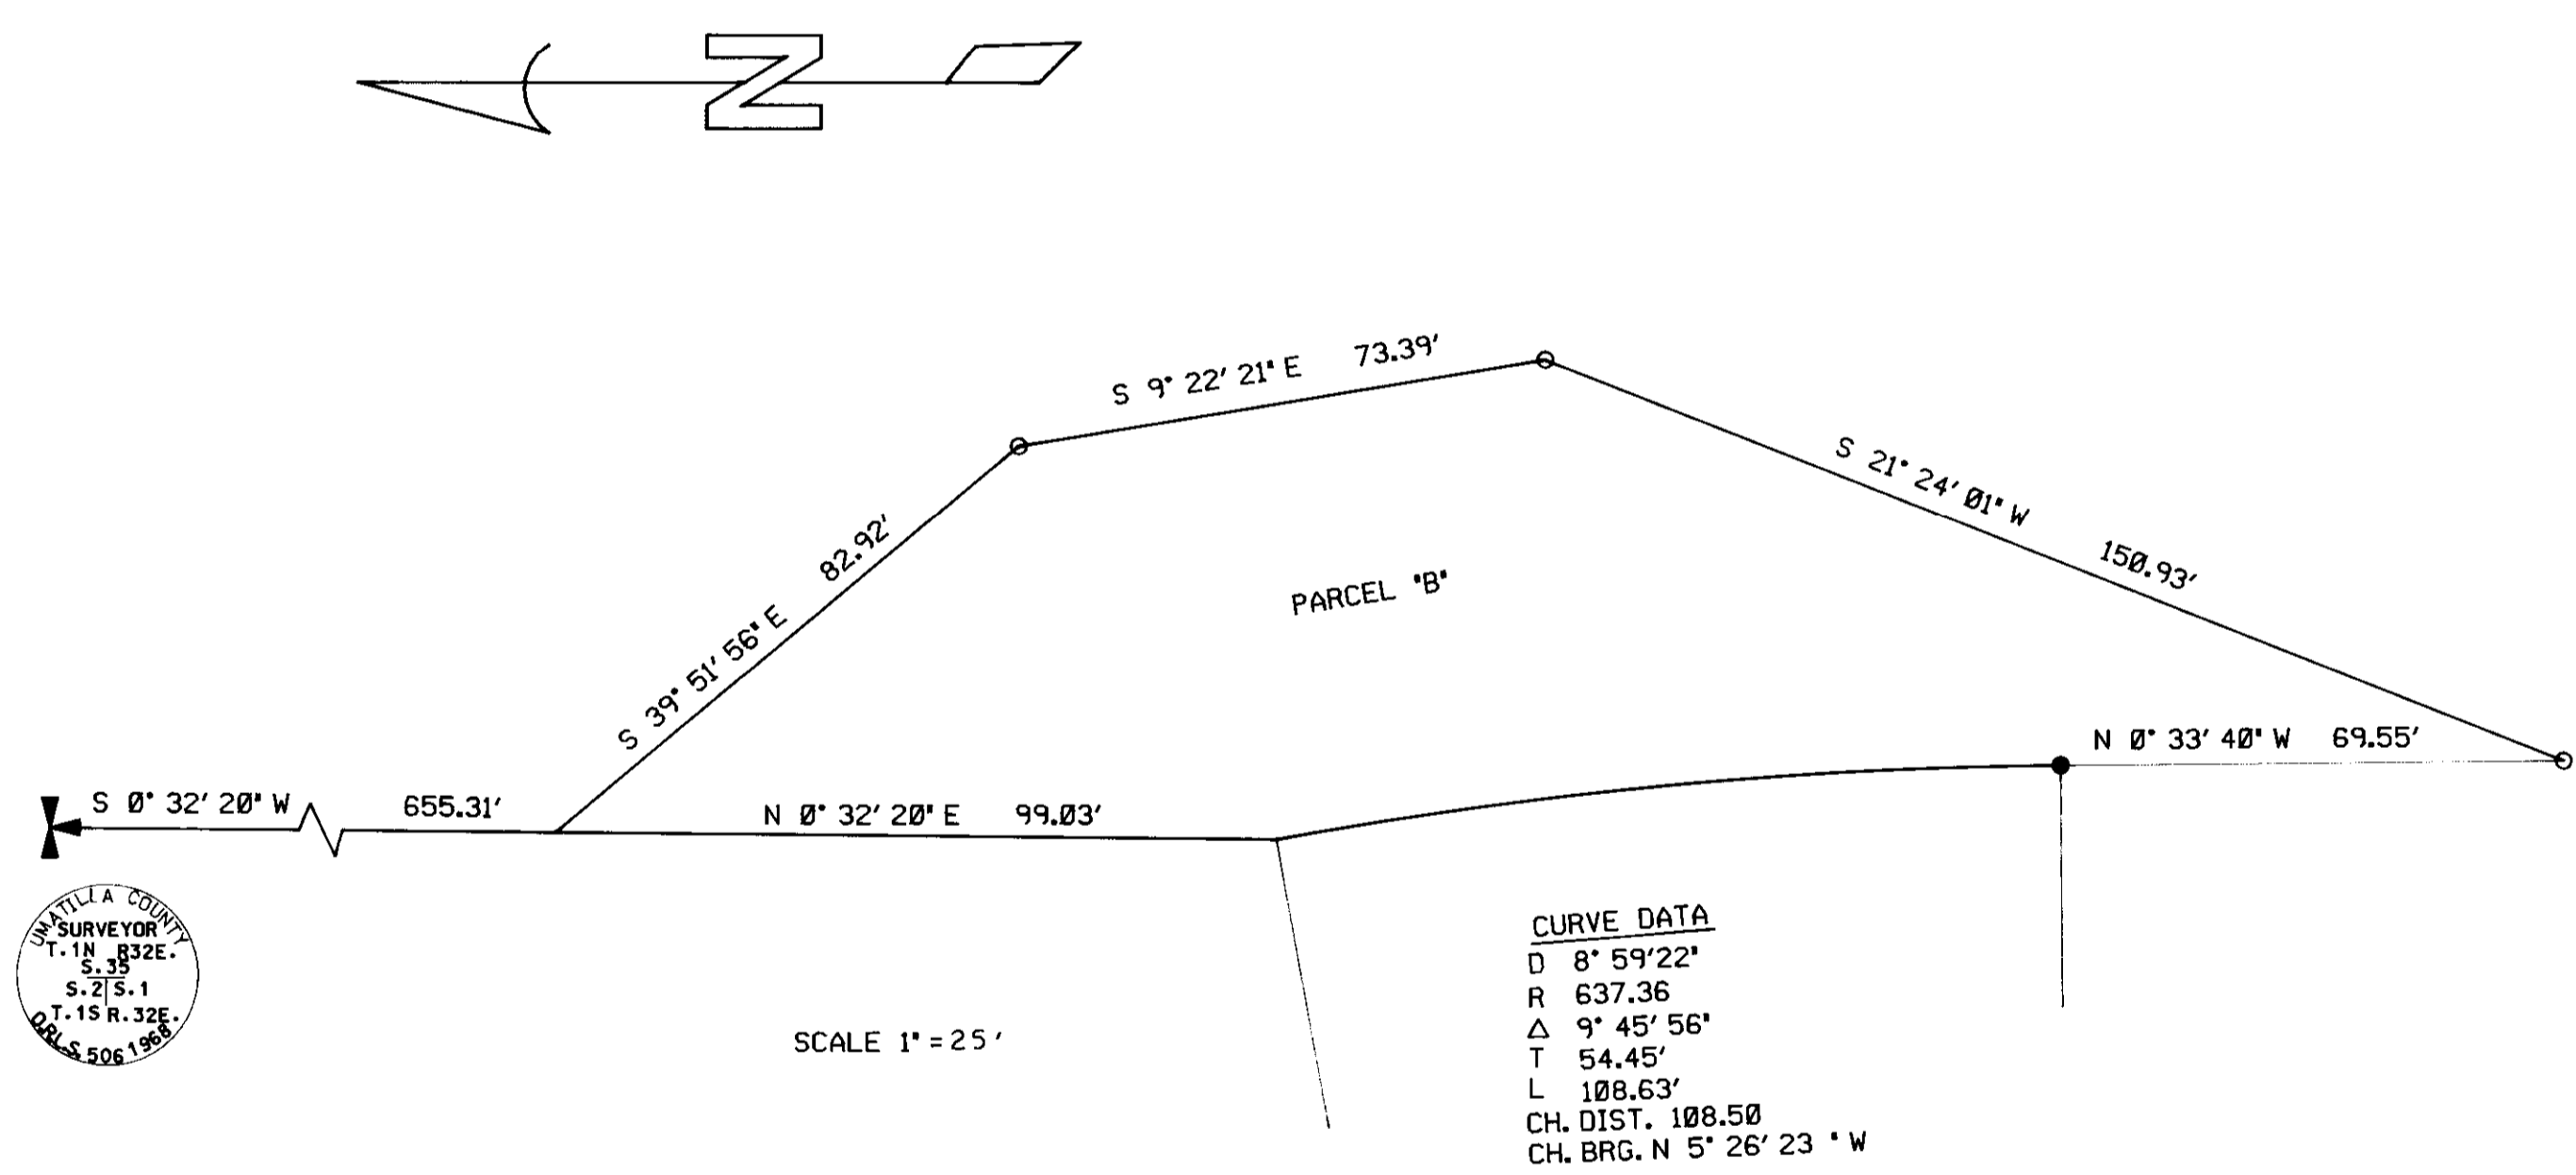 N
S 9° 22' 21" E 73.39'
S 21° 24' 01" W 150.93'
S 39° 51' 56" E 82.92'
PARCEL "B"
N 0° 33' 40" W 69.55'
S 0° 32' 20" W 655.31'
N 0° 32' 20" E 99.03'
UMATILLA COUNTY
SURVEYOR
T.1N R32E.
S.35
S.2 S.1
T.1S R.32E.
O.R.L.S. 506 1968
SCALE 1" = 25'
CURVE DATA
D 8° 59'22"
R 637.36
Δ 9° 45' 56"
T 54.45'
L 108.63'
CH. DIST. 108.50
CH. BRG. N 5° 26' 23 " W